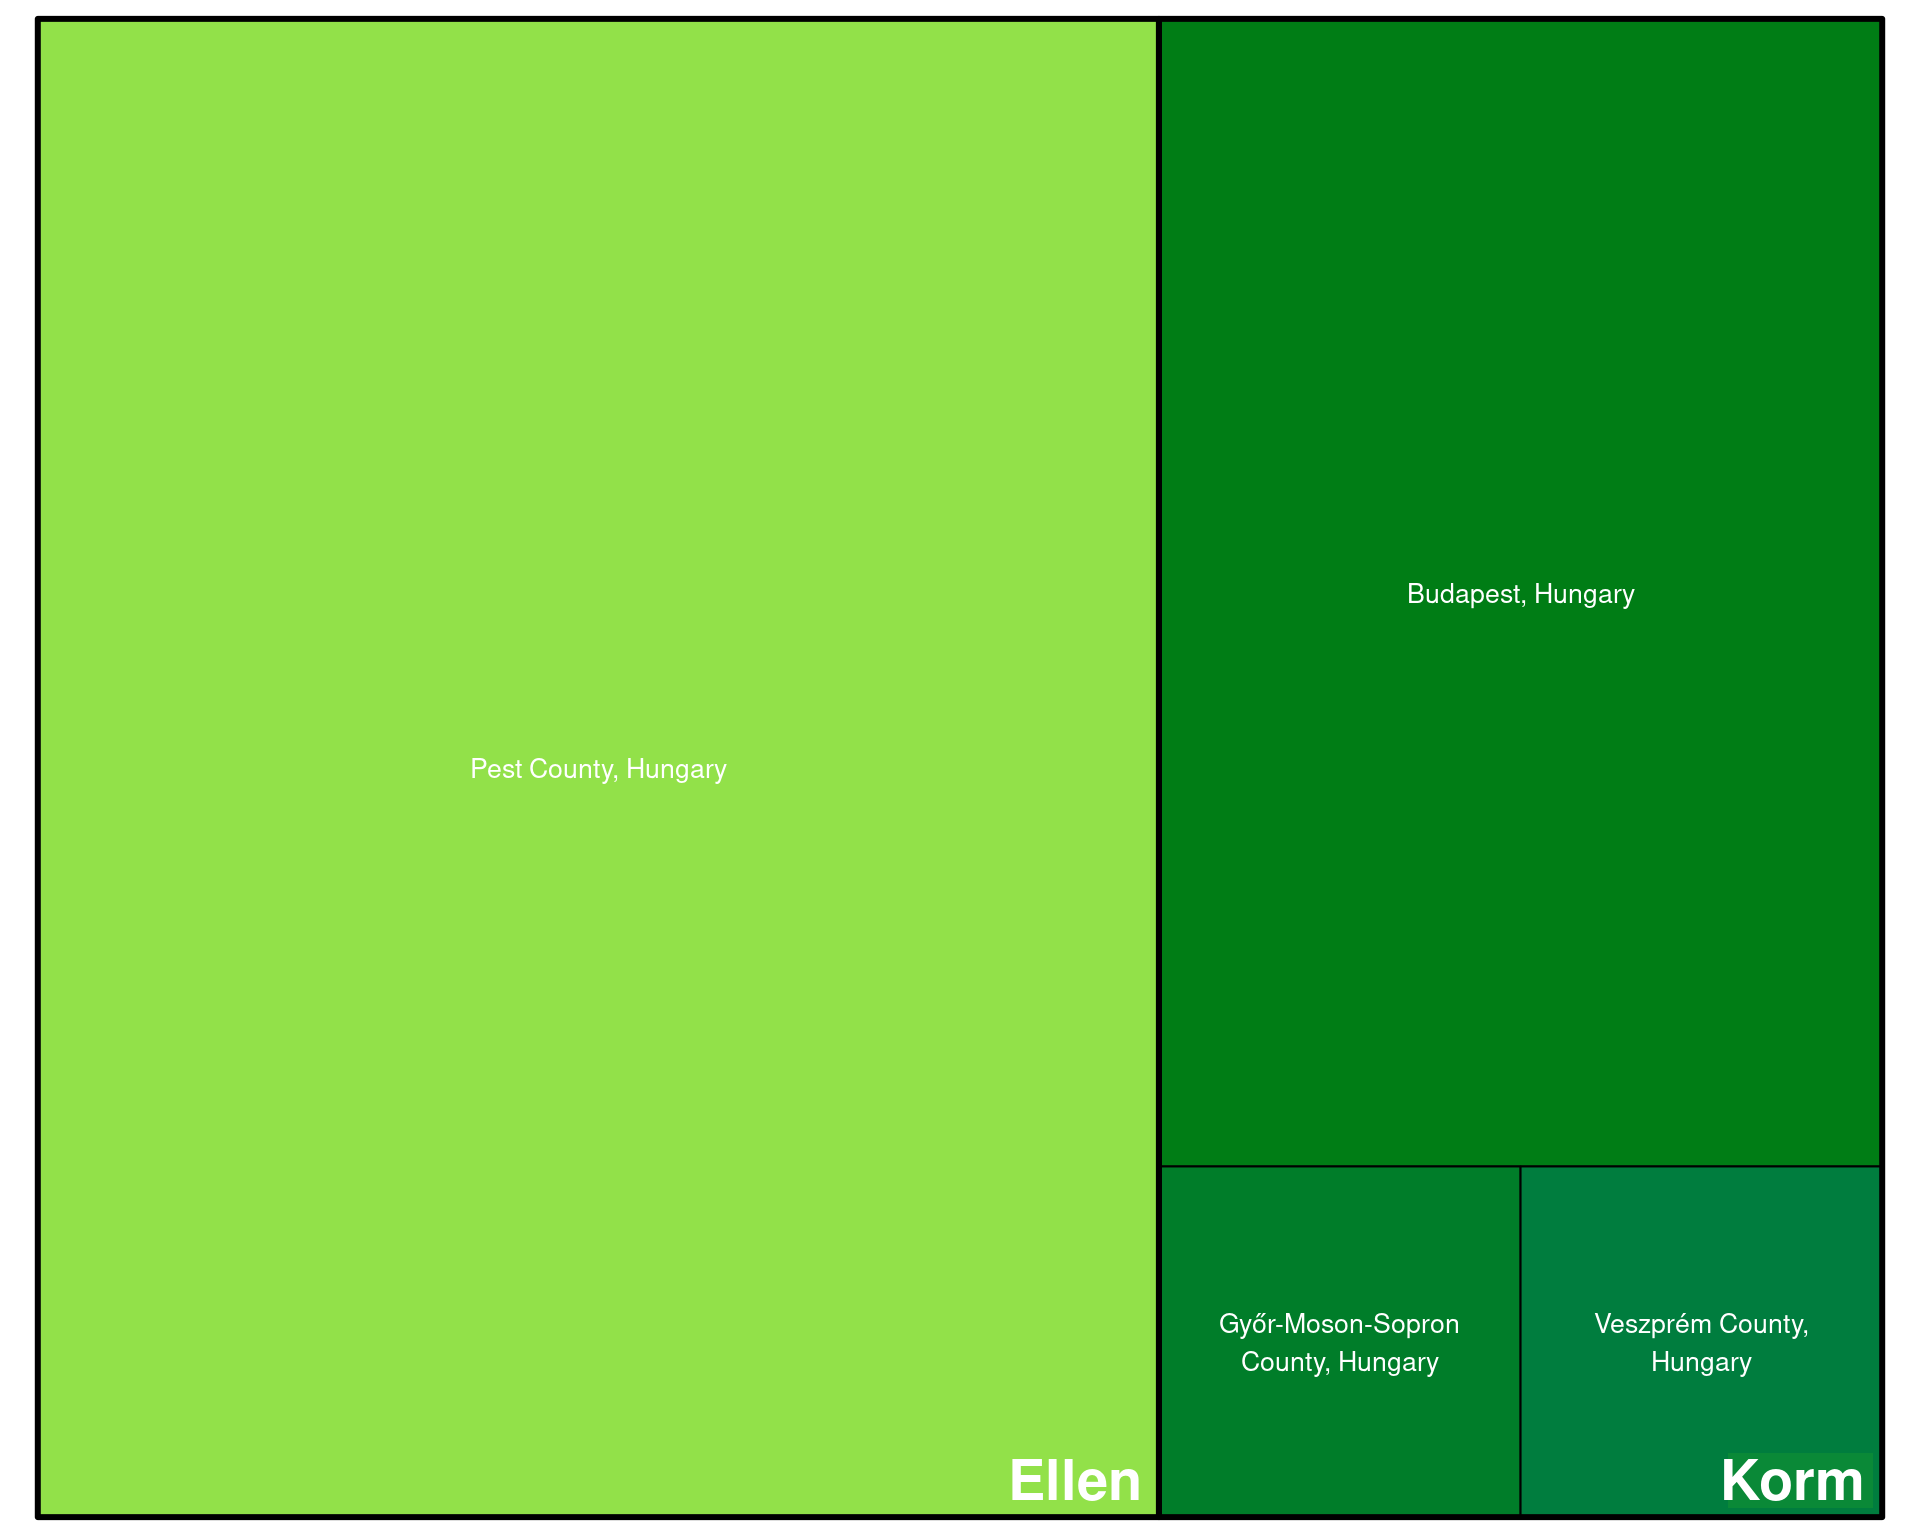 Pest County, Hungary
Ellen
Budapest, Hungary
Győr-Moson-Sopron
County, Hungary
Veszprém County,
Hungary
Korm